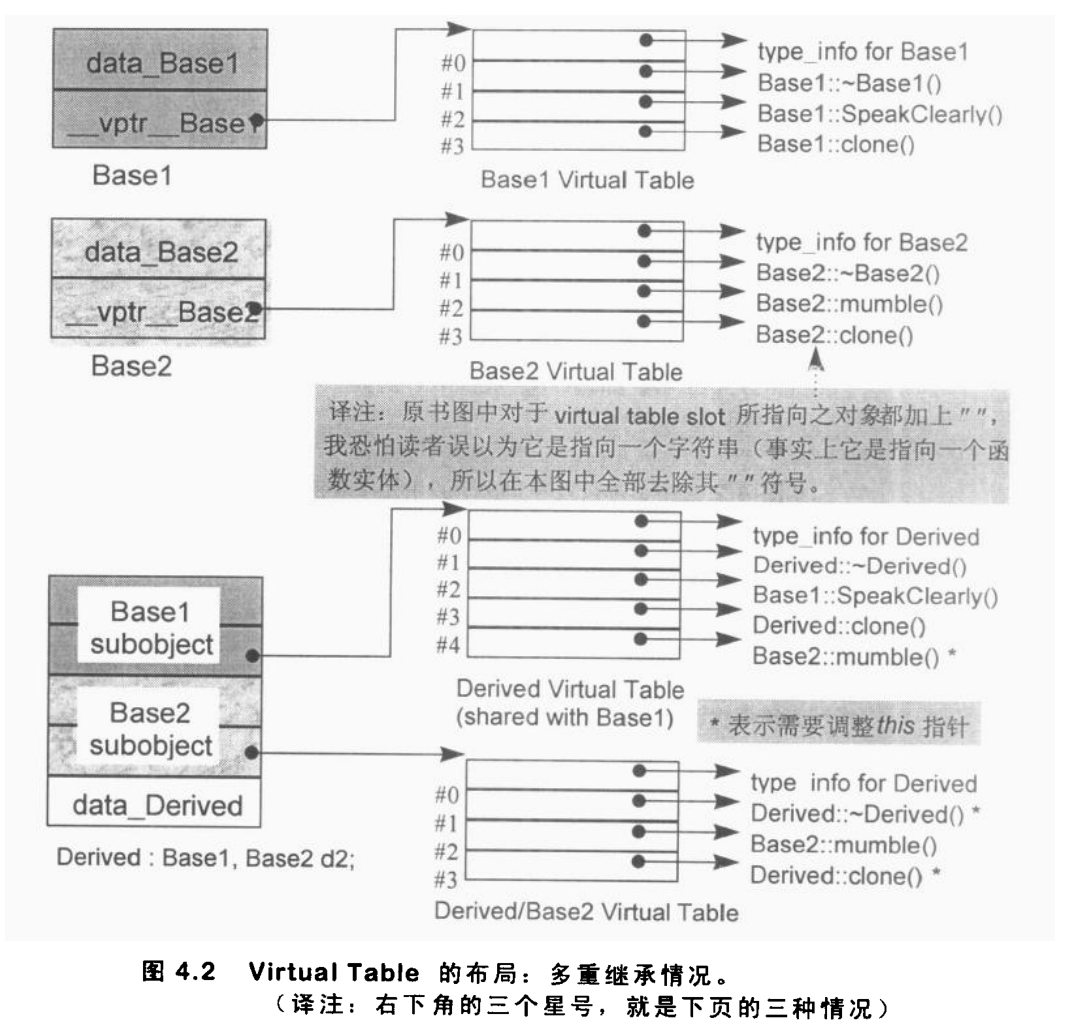 data_Base1
__vptr__Base1
Base1
#0
#1
#2
#3
type_info for Base1
Base1::~Base1()
Base1::SpeakClearly()
Base1::clone()
Base1 Virtual Table
data_Base2
__vptr__Base2
Base2
#0
#1
#2
#3
type_info for Base2
Base2::~Base2()
Base2::mumble()
Base2::clone()
Base2 Virtual Table
译注：原书图中对于 virtual table slot 所指向之对象都加上 " "，
我恐怕读者误以为它是指向一个字符串（事实上它是指向一个函
数实体），所以在本图中全部去除其 " " 符号。
Base1
subobject
Base2
subobject
data_Derived
Derived : Base1, Base2 d2;
#0
#1
#2
#3
#4
type_info for Derived
Derived::~Derived()
Base1::SpeakClearly()
Derived::clone()
Base2::mumble() *
Derived Virtual Table
(shared with Base1)
* 表示需要调整this 指针
#0
#1
#2
#3
type info for Derived
Derived::~Derived() *
Base2::mumble()
Derived::clone() *
Derived/Base2 Virtual Table
图 4.2 Virtual Table 的布局：多重继承情况。
（译注：右下角的三个星号，就是下页的三种情况）